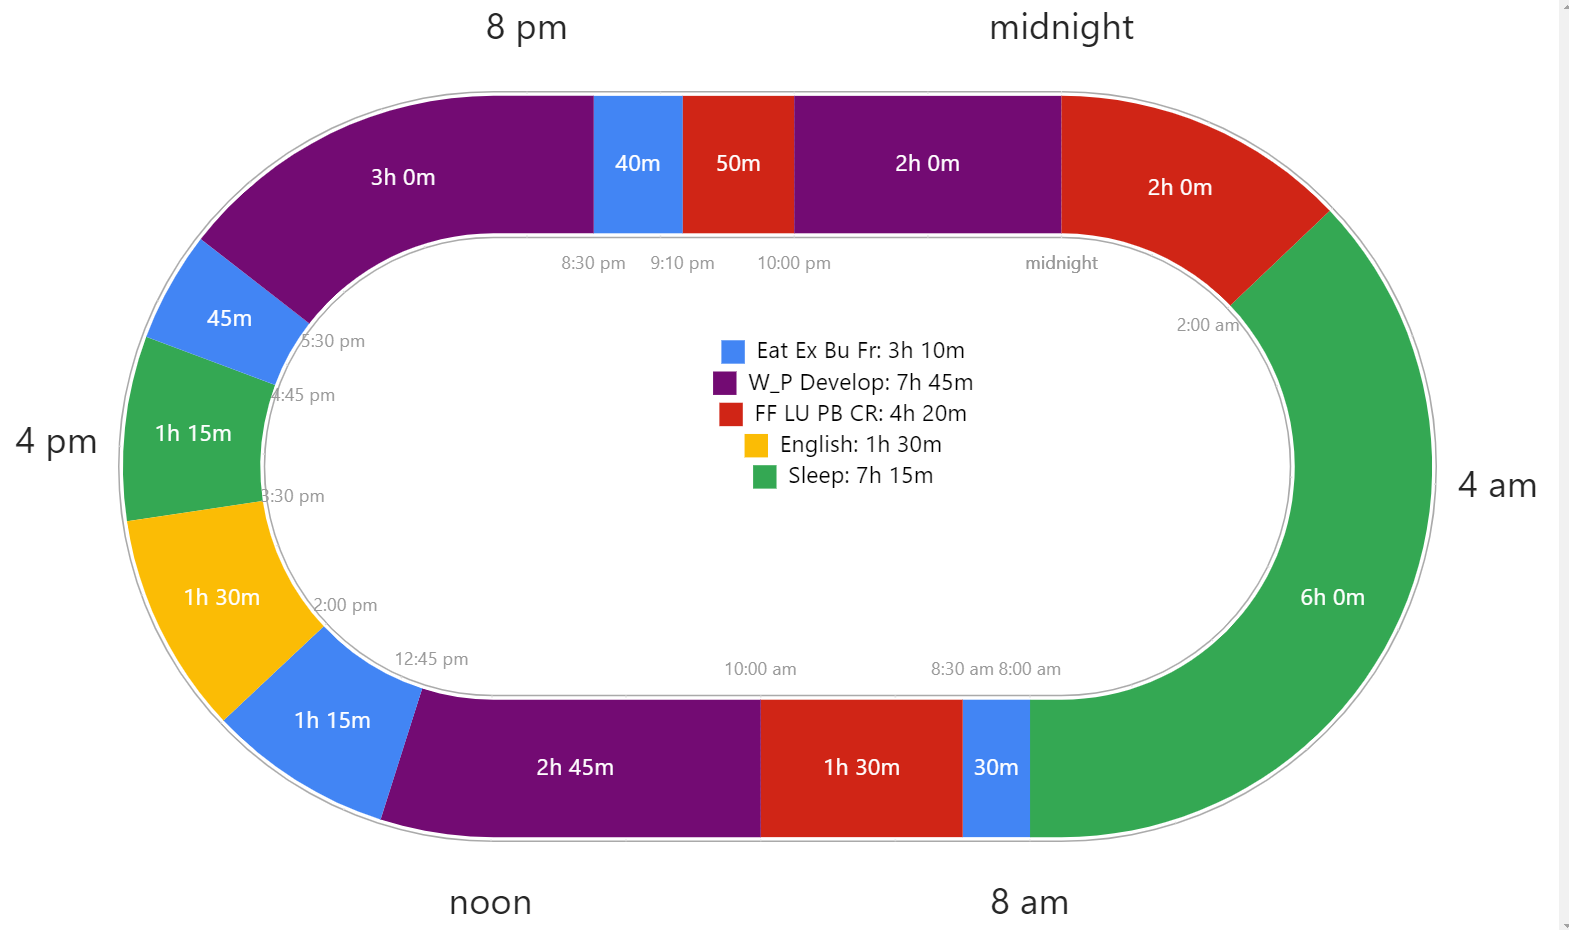 8 pm
midnight
3h 0m
40m
50m
2h 0m
2h 0m
8:30 pm
9:10 pm
10:00 pm
midnight
45m
5:30 pm
2:00 am
4:45 pm
Eat Ex Bu Fr: 3h 10m
W_P Develop: 7h 45m
FF LU PB CR: 4h 20m
English: 1h 30m
Sleep: 7h 15m
4 pm
1h 15m
3:30 pm
4 am
1h 30m
2:00 pm
6h 0m
12:45 pm
10:00 am
8:30 am
8:00 am
1h 15m
2h 45m
1h 30m
30m
noon
8 am